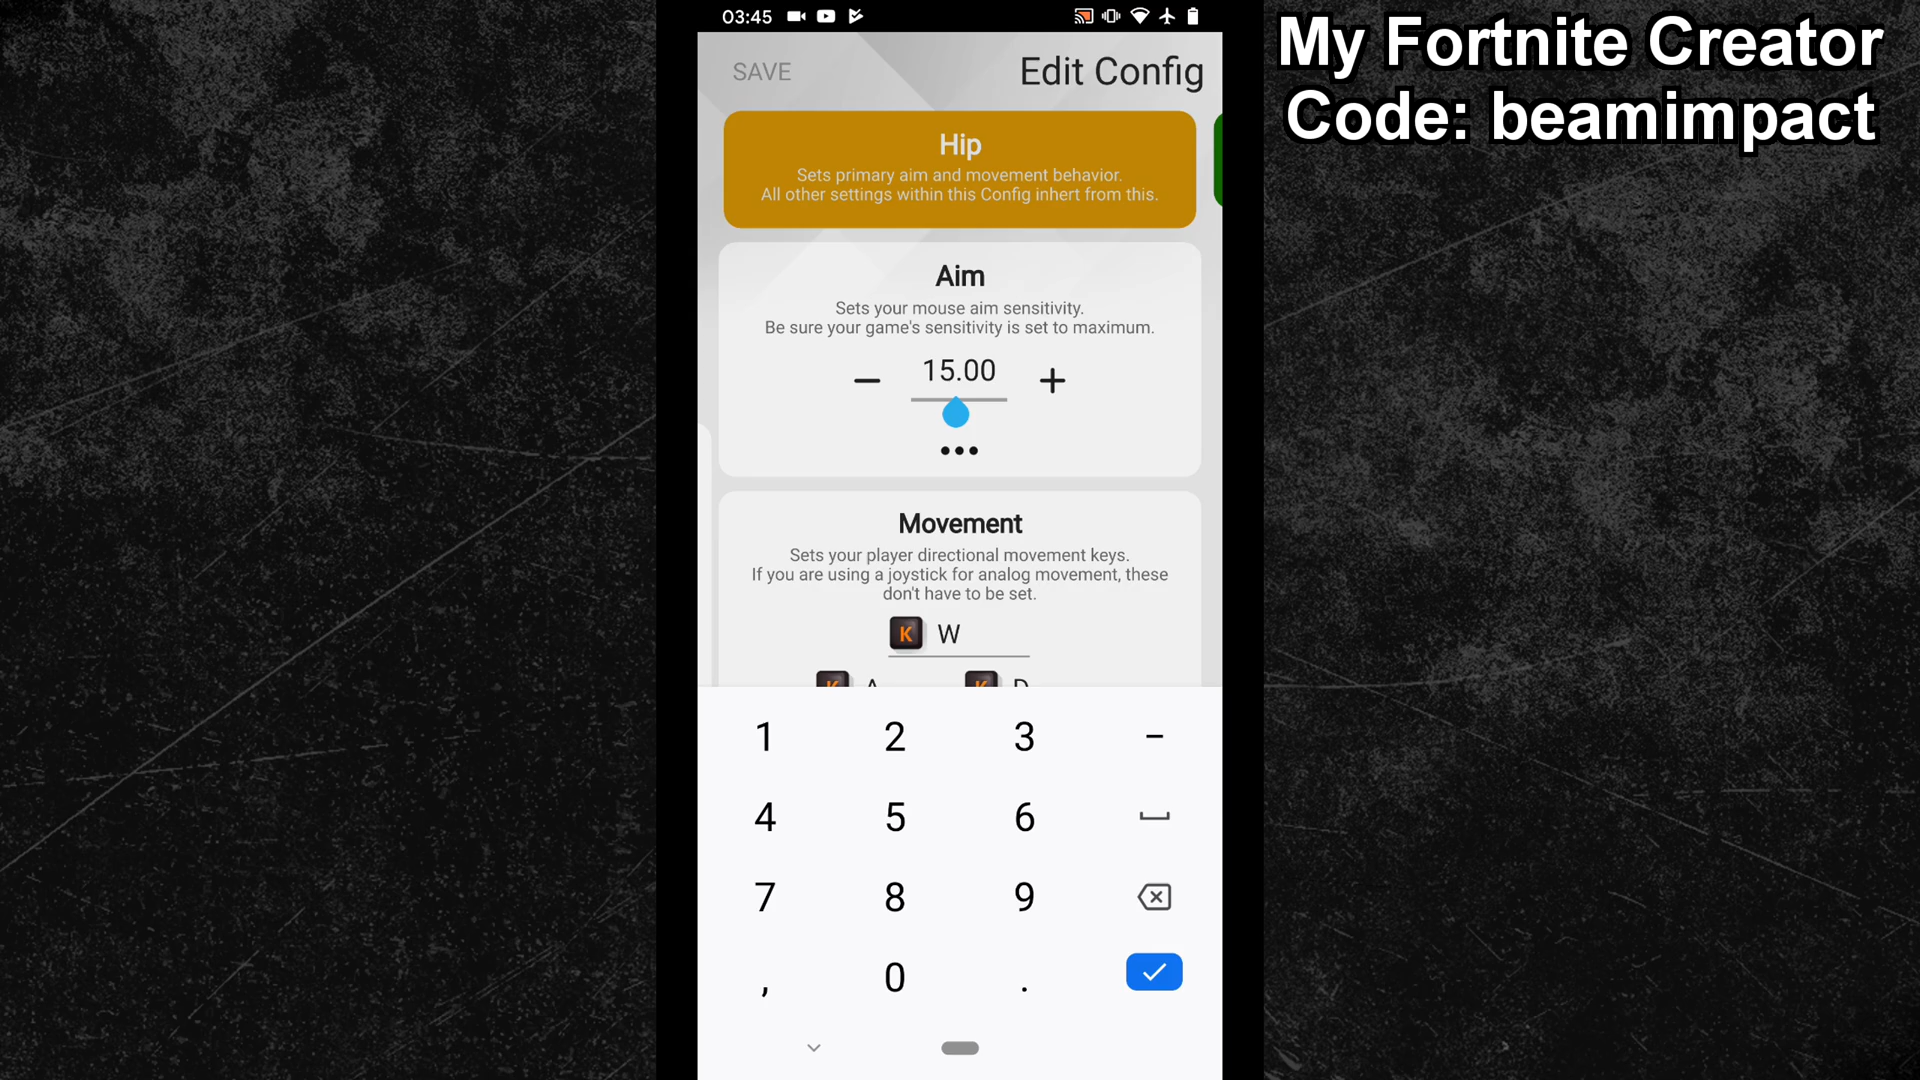 03:45
My Fortnite Creator
Code: beamimpact
SAVE
Edit Config
Hip
Sets primary aim and movement behavior.
All other settings within this Config inhert from this.
Aim
Sets your mouse aim sensitivity.
Be sure your game's sensitivity is set to maximum.
15.00
Movement
Sets your player directional movement keys.
If you are using a joystick for analog movement, these
don't have to be set.
K W
K A K D
1 2 3 -
4 5 6
7 8 9
, 0 .